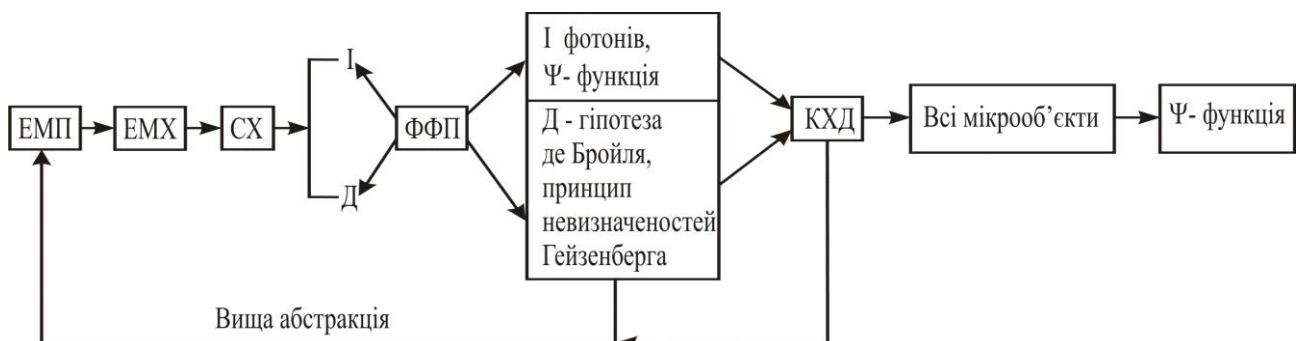 ЕМП
ЕМХ
СХ
І
Д
ФФП
І фотонів,
Ψ- функція
Д - гіпотеза
де Бройля,
принцип
невизначеностей
Гейзенберга
КХД
Всі мікрооб’єкти
Ψ- функція
Вища абстракція